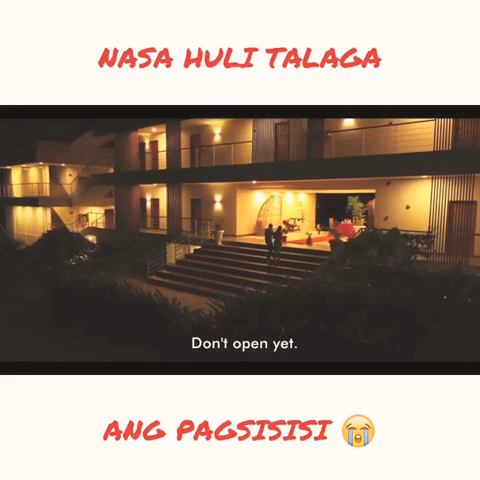 NASA HULI TALAGA
Don't open yet.
ANG PAGSISISI 😭